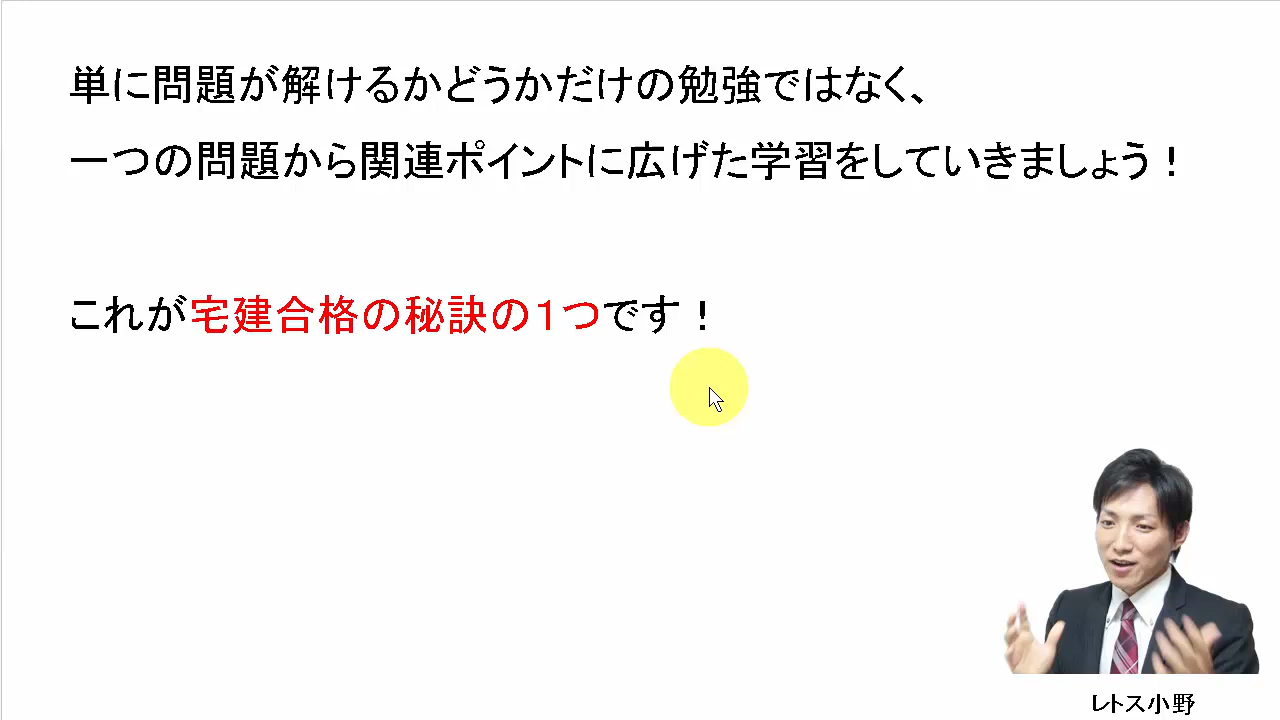 単に問題が解けるかどうかだけの勉強ではなく、
一つの問題から関連ポイントに広げた学習をしていきましょう！
これが宅建合格の秘訣の１つです！
レトス小野